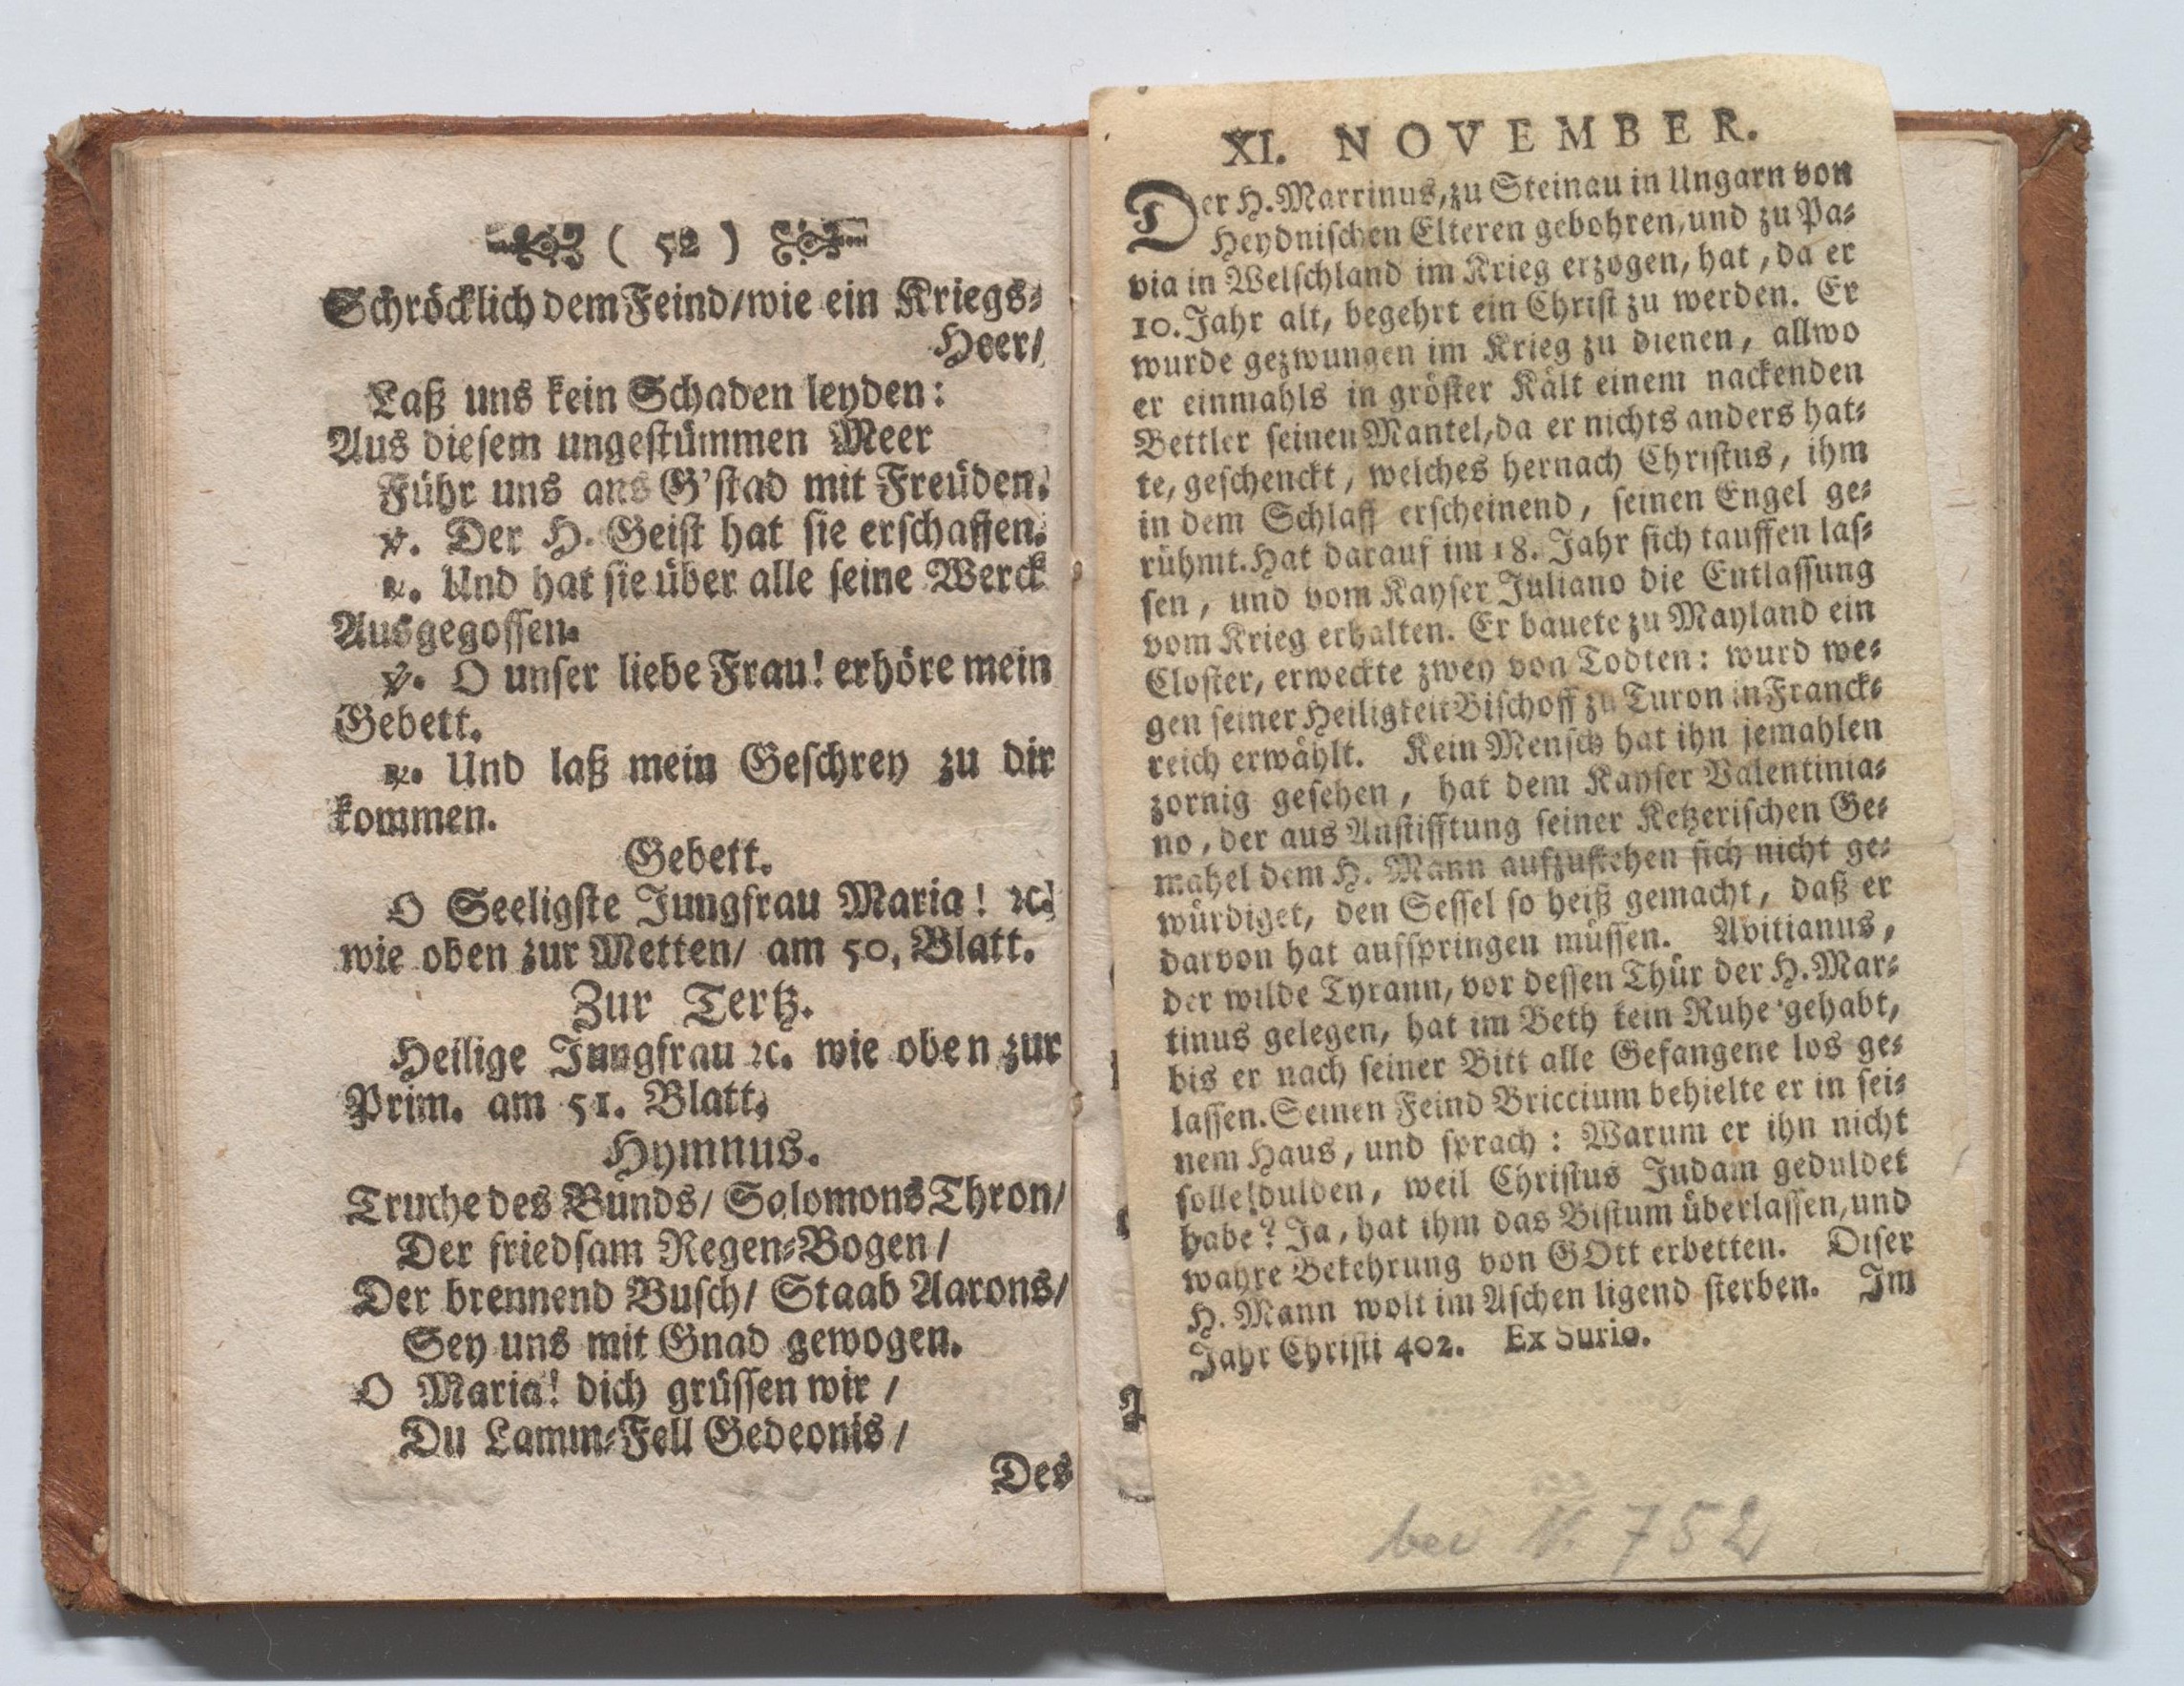 ( 52 )
Schröcklich dem Feind/wie ein Kriegs-
Heer/
Laß uns kein Schaden leyden:
Aus diesem ungestümmen Meer
Führ uns ans G'stad mit Freüden.
℣. Der H. Geist hat sie erschaffen.
℟. Und hat sie über alle seine Werck
Ausgegossen.
℣. O unser liebe Frau! erhöre mein
Gebett.
℟. Und laß mein Geschrey zu dir
kommen.
Gebett.
O Seeligste Jungfrau Maria! ꝛc.
wie oben zur Metten/ am 50. Blatt.
Zur Tertz.
Heilige Jungfrau ꝛc. wie oben zur
Prim. am 51. Blatt.
Hymnus.
Truche des Bunds/ Salomons Thron/
Der friedsam Regen-Bogen/
Der brennend Busch/ Staab Aarons/
Sey uns mit Gnad gewogen.
O Maria! dich grüssen wir/
Du Lamm-Fell Gedeonis/
Des
XI. NOVEMBER.
Der H. Martinus, zu Steinau in Ungarn von
Heydnischen Elteren gebohren, und zu Pa-
via in Welschland im Krieg erzogen, hat, da er
10. Jahr alt, begehrt ein Christ zu werden. Er
wurde gezwungen im Krieg zu dienen, allwo
er einmahls in gröster Kält einem nackenden
Bettler seinen Mantel, da er nichts anders hat-
te, geschenckt, welches hernach Christus, ihm
in dem Schlaff erscheinend, seinen Engel ge-
rühmt. Hat darauf im 18. Jahr sich tauffen las-
sen, und vom Kayser Juliano die Entlassung
vom Krieg erhalten. Er bauete zu Mayland ein
Closter, erweckte zwey von Todten: wurd we-
gen seiner Heiligkeit Bischoff zu Turon in Franck-
reich erwählt. Kein Mensch hat ihn jemahlen
zornig gesehen, hat dem Kayser Valentinia-
no, der aus Anstifftung seiner Ketzerischen Ge-
mahel dem H. Mann aufzustehen sich nicht ge-
würdiget, den Sessel so heiß gemacht, daß er
darvon hat aufspringen müssen. Avitianus,
der wilde Tyrann, vor dessen Thür der H. Mar-
tinus gelegen, hat im Beth kein Ruhe gehabt,
bis er nach seiner Bitt alle Gefangene los ge-
lassen. Seinen Feind Briccium behielte er in sei-
nem Haus, und sprach: Warum er ihn nicht
solle dulden, weil Christus Judam geduldet
habe? Ja, hat ihm das Bistum überlassen, und
wahre Bekehrung von GOtt erbetten. Diser
H. Mann wolt im Aschen ligend sterben. Im
Jahr Christi 402. Ex Surio.
bei N. 752